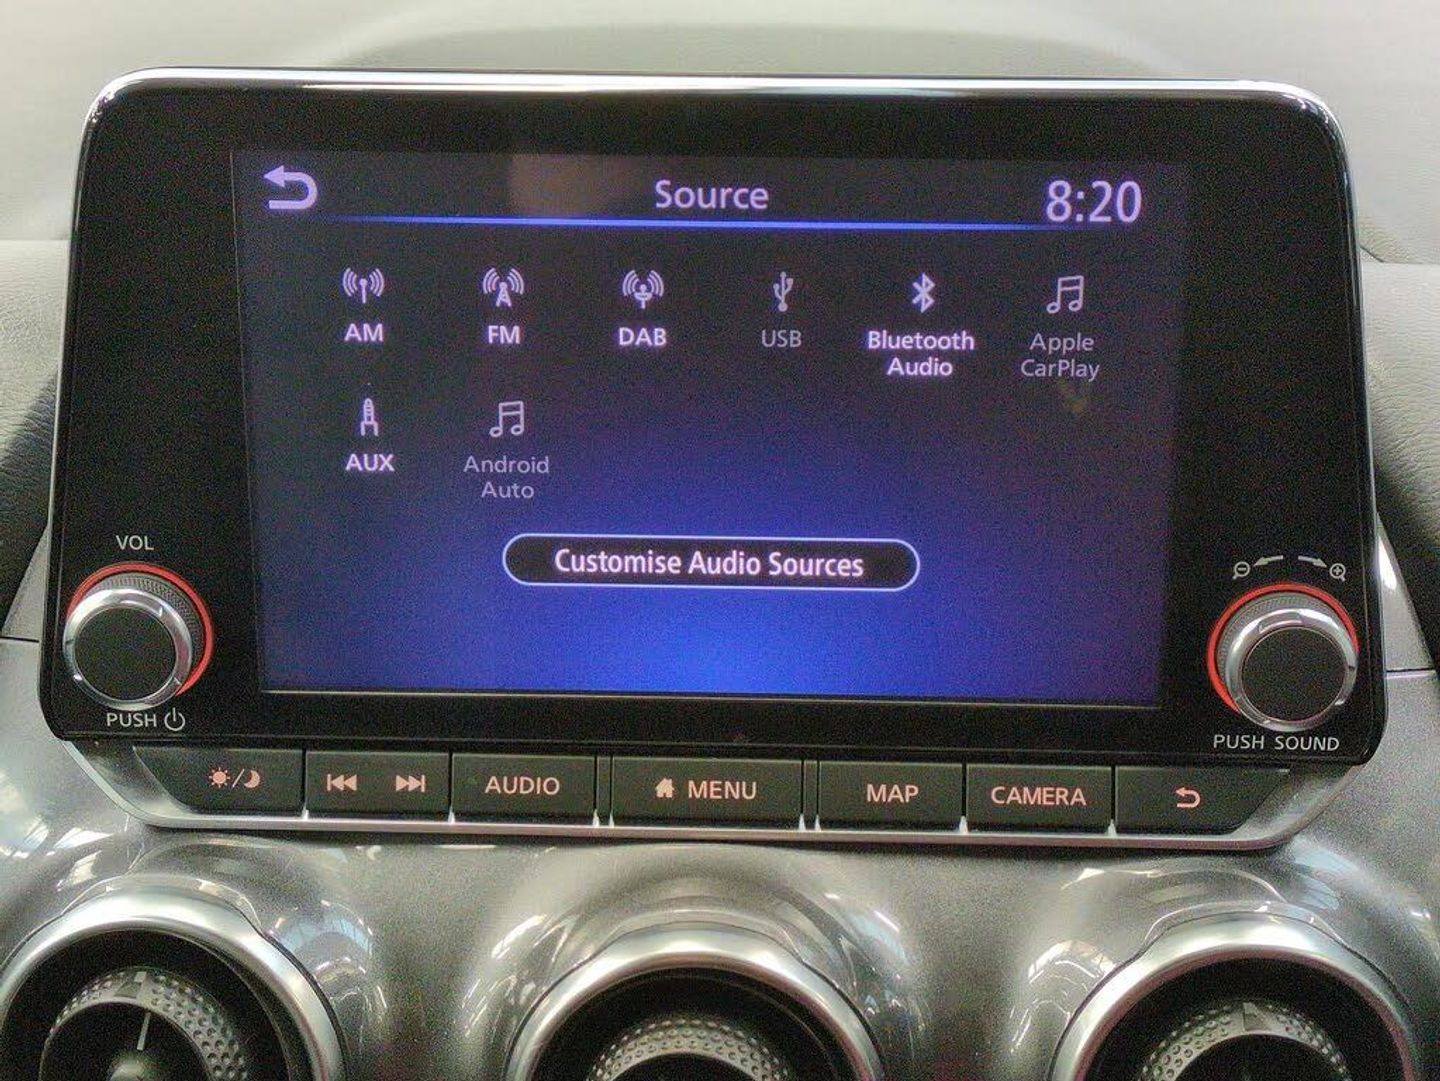 Source
8:20
AM
FM
DAB
USB
Bluetooth
Audio
Apple
CarPlay
AUX
Android
Auto
Customise Audio Sources
VOL
PUSH
PUSH SOUND
AUDIO
MENU
MAP
CAMERA